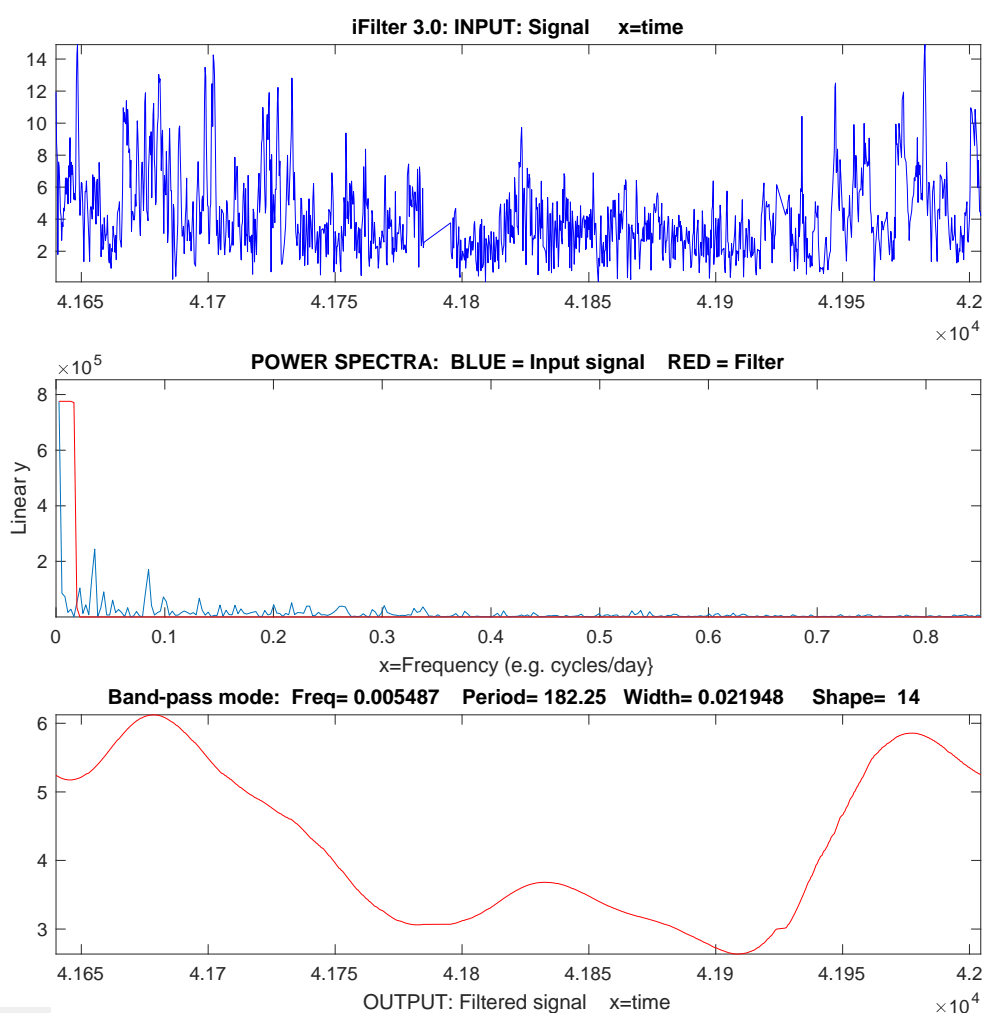 iFilter 3.0: INPUT: Signal x=time
14
12
10
8
6
4
2
4.165 4.17 4.175 4.18 4.185 4.19 4.195 4.2
×10^4
POWER SPECTRA: BLUE = Input signal RED = Filter
×10^5
8
6
4
2
Linear y
0 0.1 0.2 0.3 0.4 0.5 0.6 0.7 0.8
x=Frequency (e.g. cycles/day}
Band-pass mode: Freq= 0.005487 Period= 182.25 Width= 0.021948 Shape= 14
6
5
4
3
4.165 4.17 4.175 4.18 4.185 4.19 4.195 4.2
OUTPUT: Filtered signal x=time
×10^4